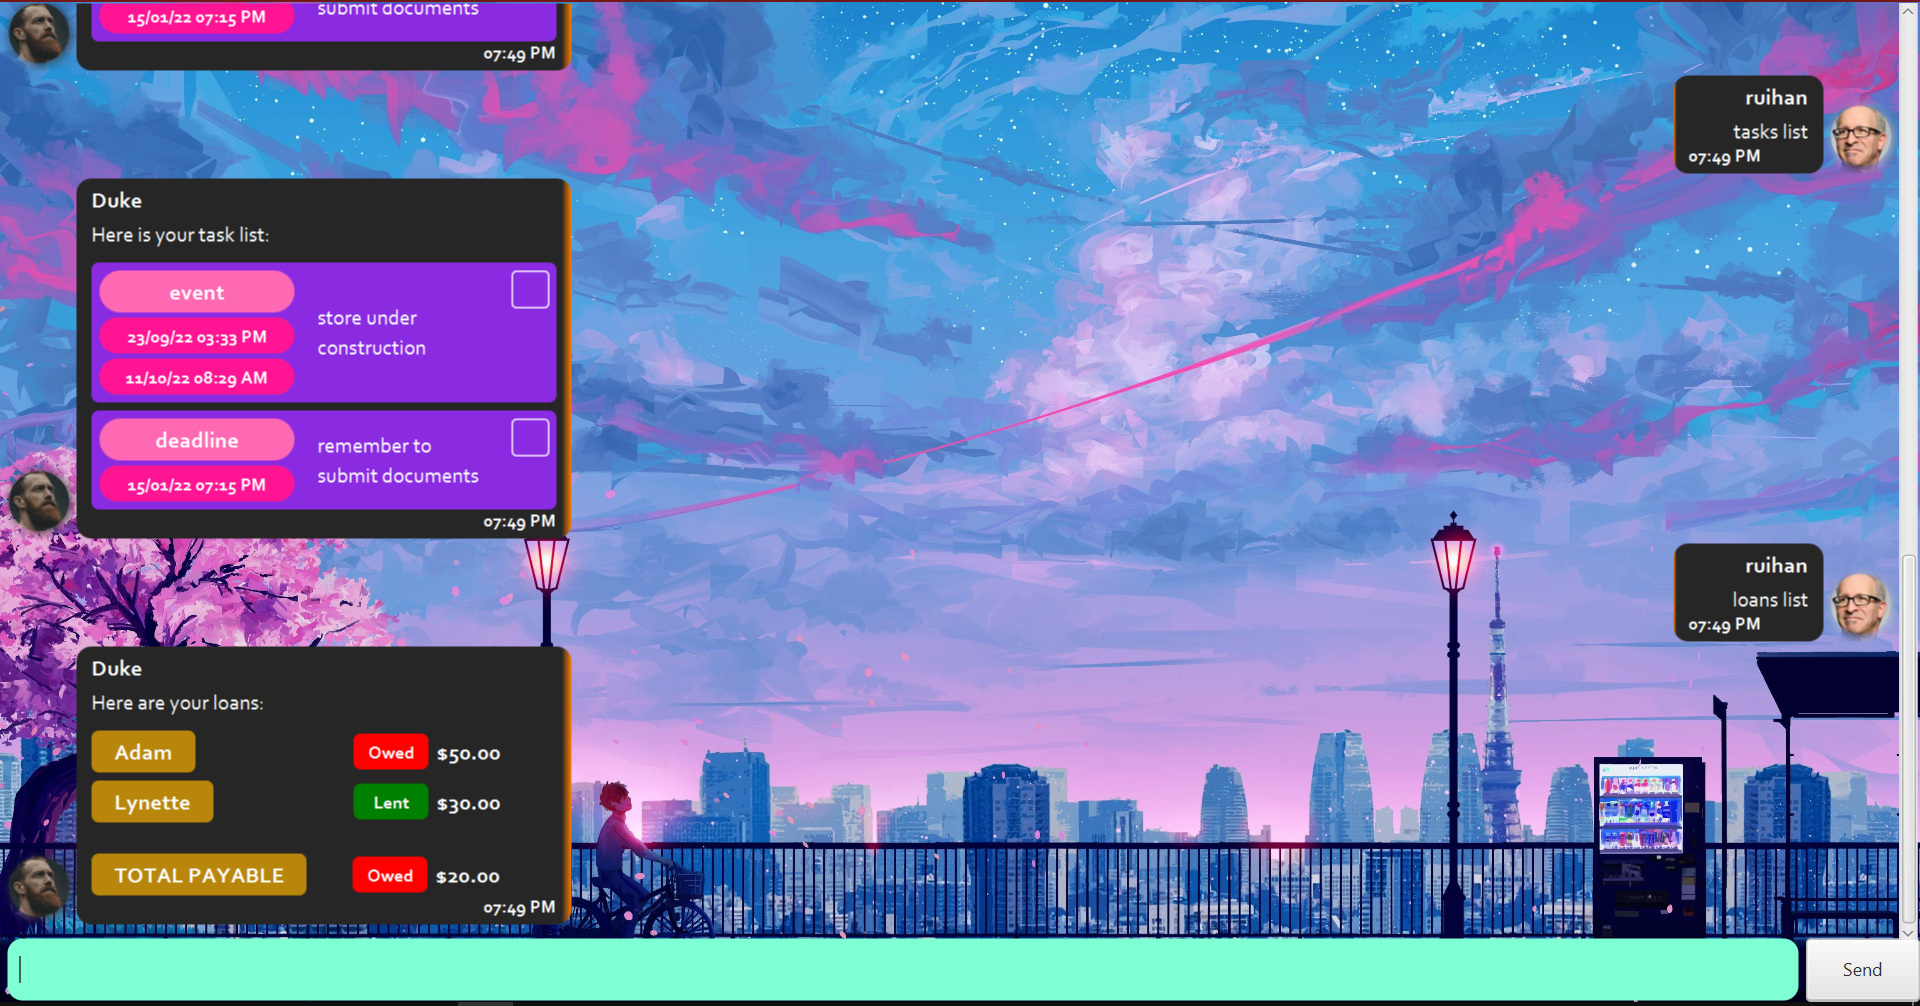 submit documents
15/01/22 07:15 PM
07:49 PM
ruihan
tasks list
07:49 PM
Duke
Here is your task list:
event
23/09/22 03:33 PM
11/10/22 08:29 AM
store under
construction
deadline
15/01/22 07:15 PM
remember to
submit documents
07:49 PM
ruihan
loans list
07:49 PM
Duke
Here are your loans:
Adam Owed $50.00
Lynette Lent $30.00
TOTAL PAYABLE Owed $20.00
07:49 PM
Send